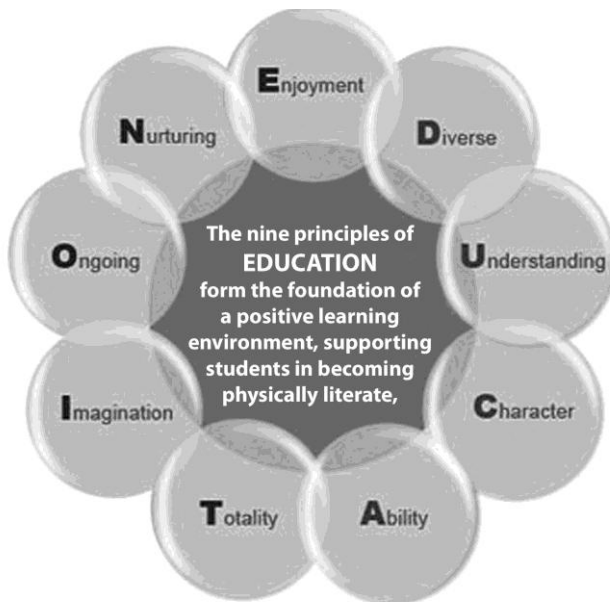 Enjoyment
Diverse
Understanding
Character
Ability
Totality
Imagination
Ongoing
Nurturing
The nine principles of
EDUCATION
form the foundation of
a positive learning
environment, supporting
students in becoming
physically literate,